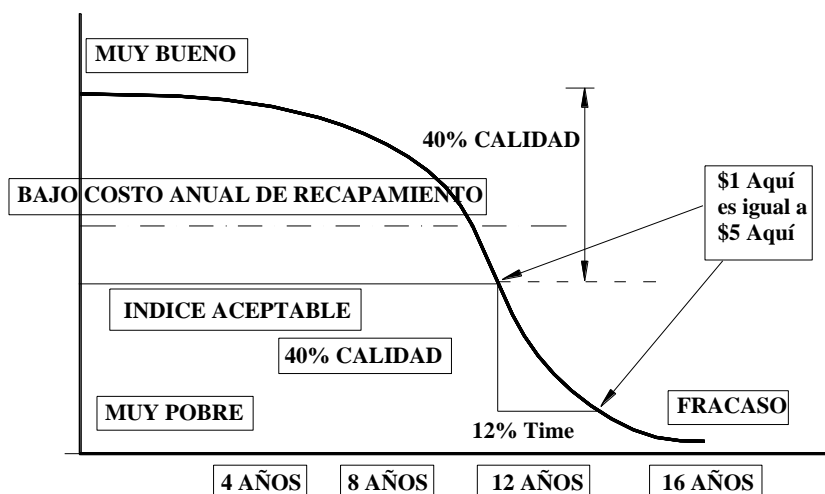 MUY BUENO
40% CALIDAD
BAJO COSTO ANUAL DE RECAPAMIENTO
$1 Aquí
es igual a
$5 Aquí
INDICE ACEPTABLE
40% CALIDAD
MUY POBRE
FRACASO
12% Time
4 AÑOS
8 AÑOS
12 AÑOS
16 AÑOS